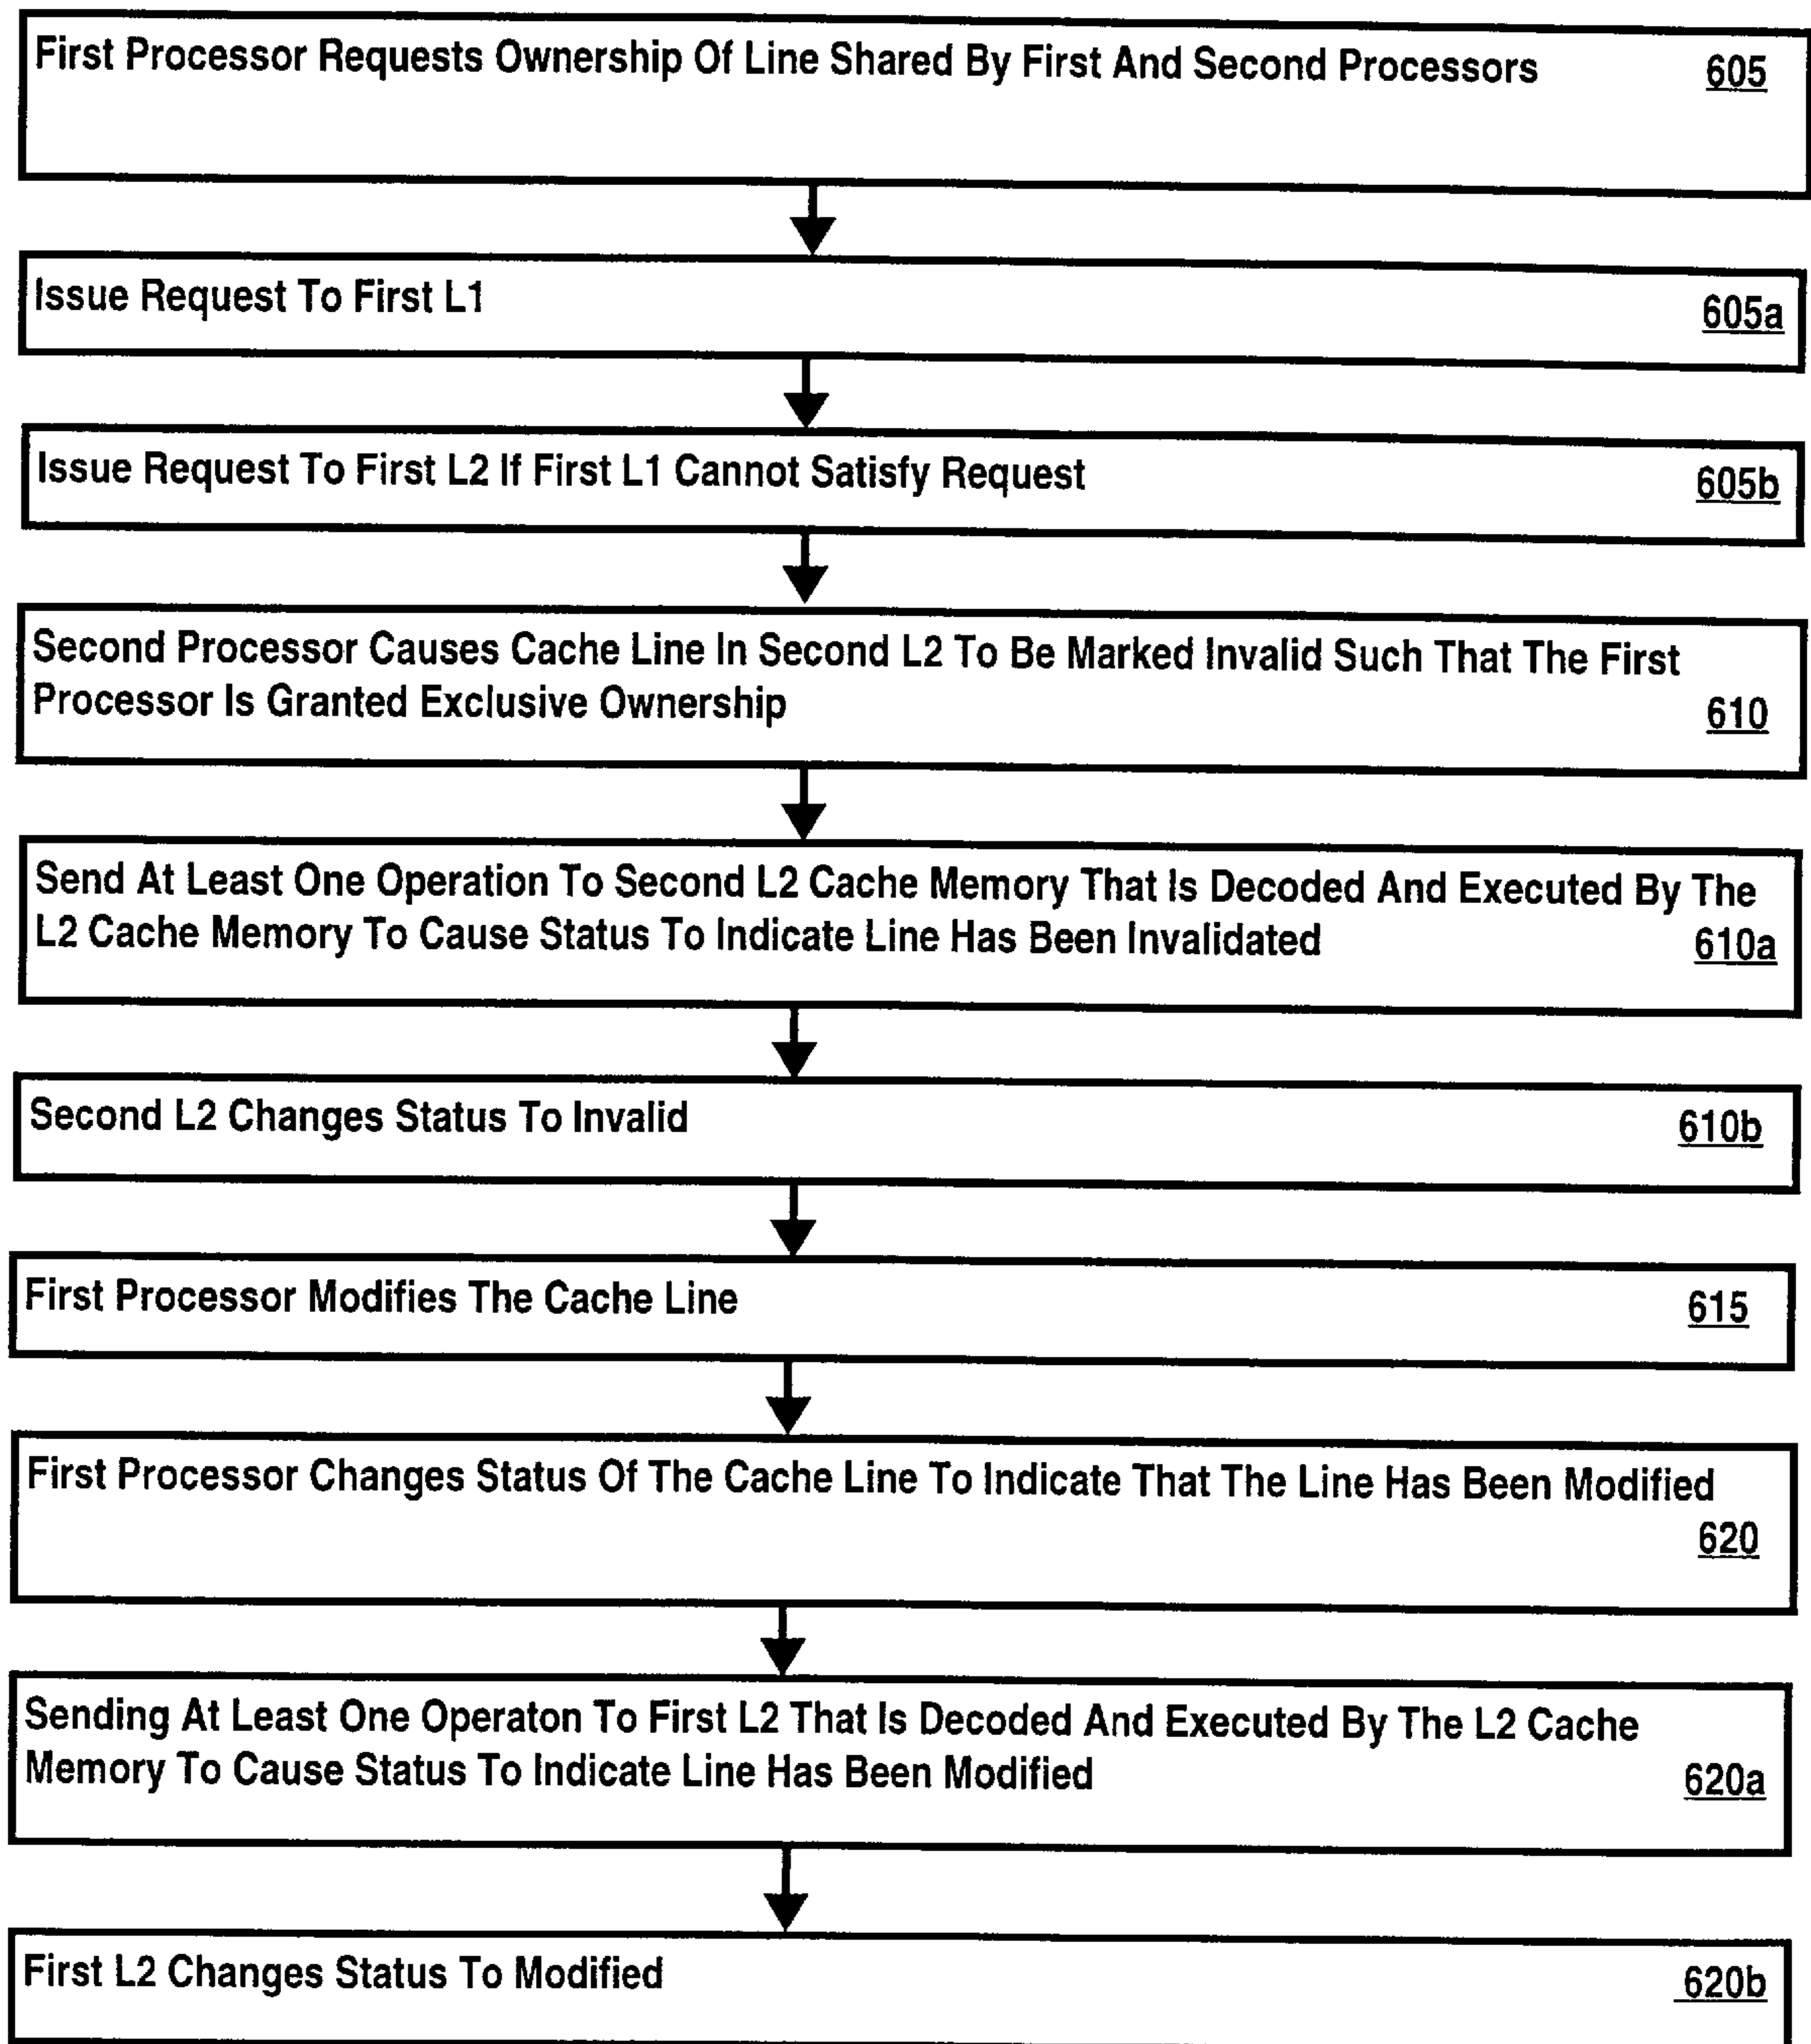 First Processor Requests Ownership Of Line Shared By First And Second Processors 605
Issue Request To First L1 605a
Issue Request To First L2 If First L1 Cannot Satisfy Request 605b
Second Processor Causes Cache Line In Second L2 To Be Marked Invalid Such That The First
Processor Is Granted Exclusive Ownership 610
Send At Least One Operation To Second L2 Cache Memory That Is Decoded And Executed By The
L2 Cache Memory To Cause Status To Indicate Line Has Been Invalidated 610a
Second L2 Changes Status To Invalid 610b
First Processor Modifies The Cache Line 615
First Processor Changes Status Of The Cache Line To Indicate That The Line Has Been Modified
620
Sending At Least One Operaton To First L2 That Is Decoded And Executed By The L2 Cache
Memory To Cause Status To Indicate Line Has Been Modified 620a
First L2 Changes Status To Modified 620b